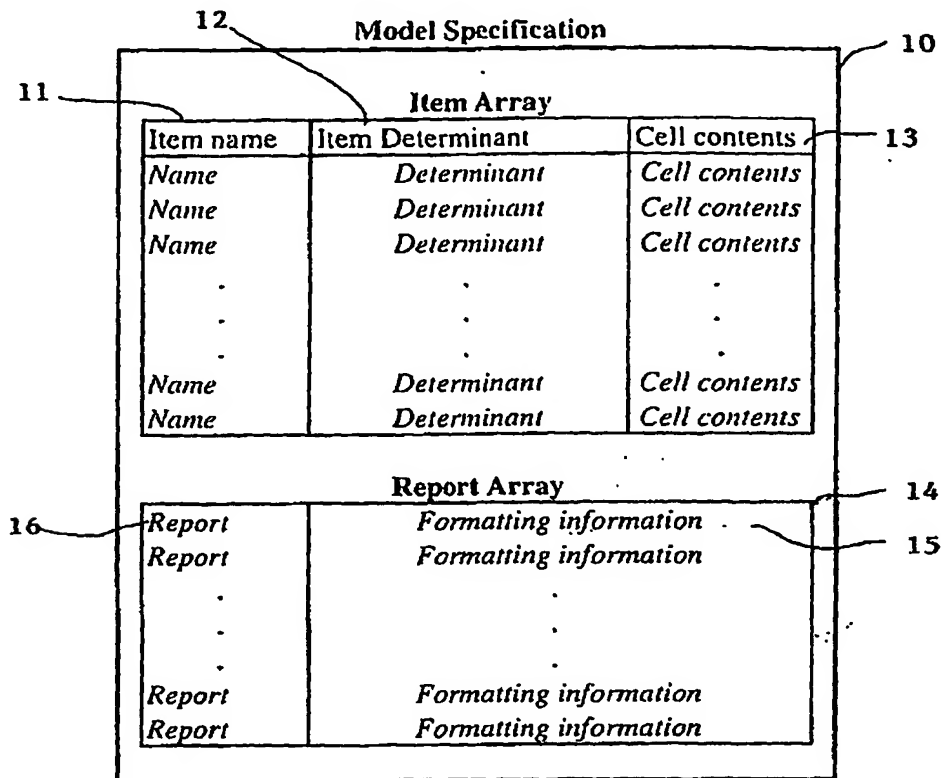 12
Model Specification
10
11
Item Array
Item name Item Determinant Cell contents
13
Name Determinant Cell contents
Name Determinant Cell contents
Name Determinant Cell contents
. . .
. . .
. . .
Name Determinant Cell contents
Name Determinant Cell contents
Report Array
14
16 Report Formatting information
15
Report Formatting information
. .
. .
. .
Report Formatting information
Report Formatting information